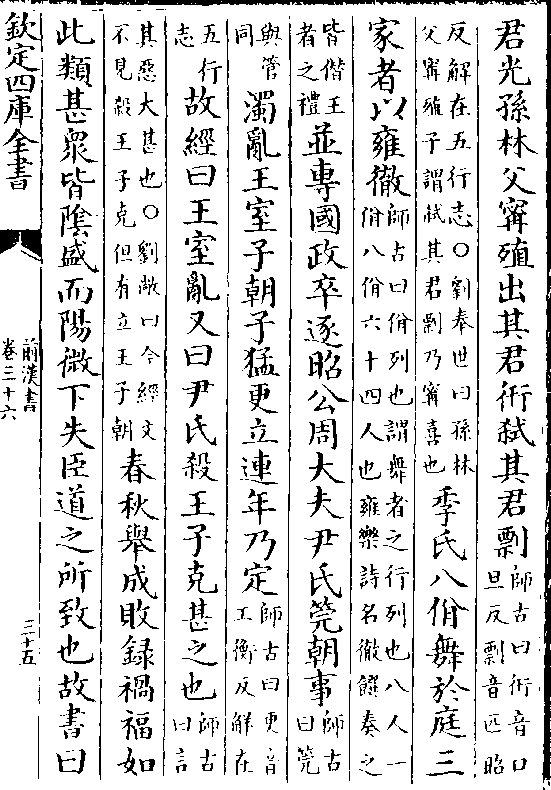 君光孫林父甯殖出其君衎弑其君剽師古曰衎音口旦反剽音匹昭
反解在五行志〇劉奉世曰孫林父甯殖子謂弑其君剽乃甯喜也季氏八佾舞於庭三
家者以雍徹師古曰佾列也謂舞者之行列也八人一佾八佾六十四人也雍樂詩名徹饌奏之
皆僭王者之禮並專國政卒逐昭公周大夫尹氏筦朝事師古曰筦
與管同濁亂王室子朝子猛更立連年乃定師古曰更音工衡反解在
五行志故經曰王室亂又曰尹氏殺王子克甚之也師古曰言
其惡大甚也〇劉敞曰今經文不見殺王子克但有立王子朝春秋舉成敗録禍福如
此類甚衆皆隂盛而陽微下失臣道之所致也故書曰
欽定四庫全書
前漢書
卷三十六
三十五